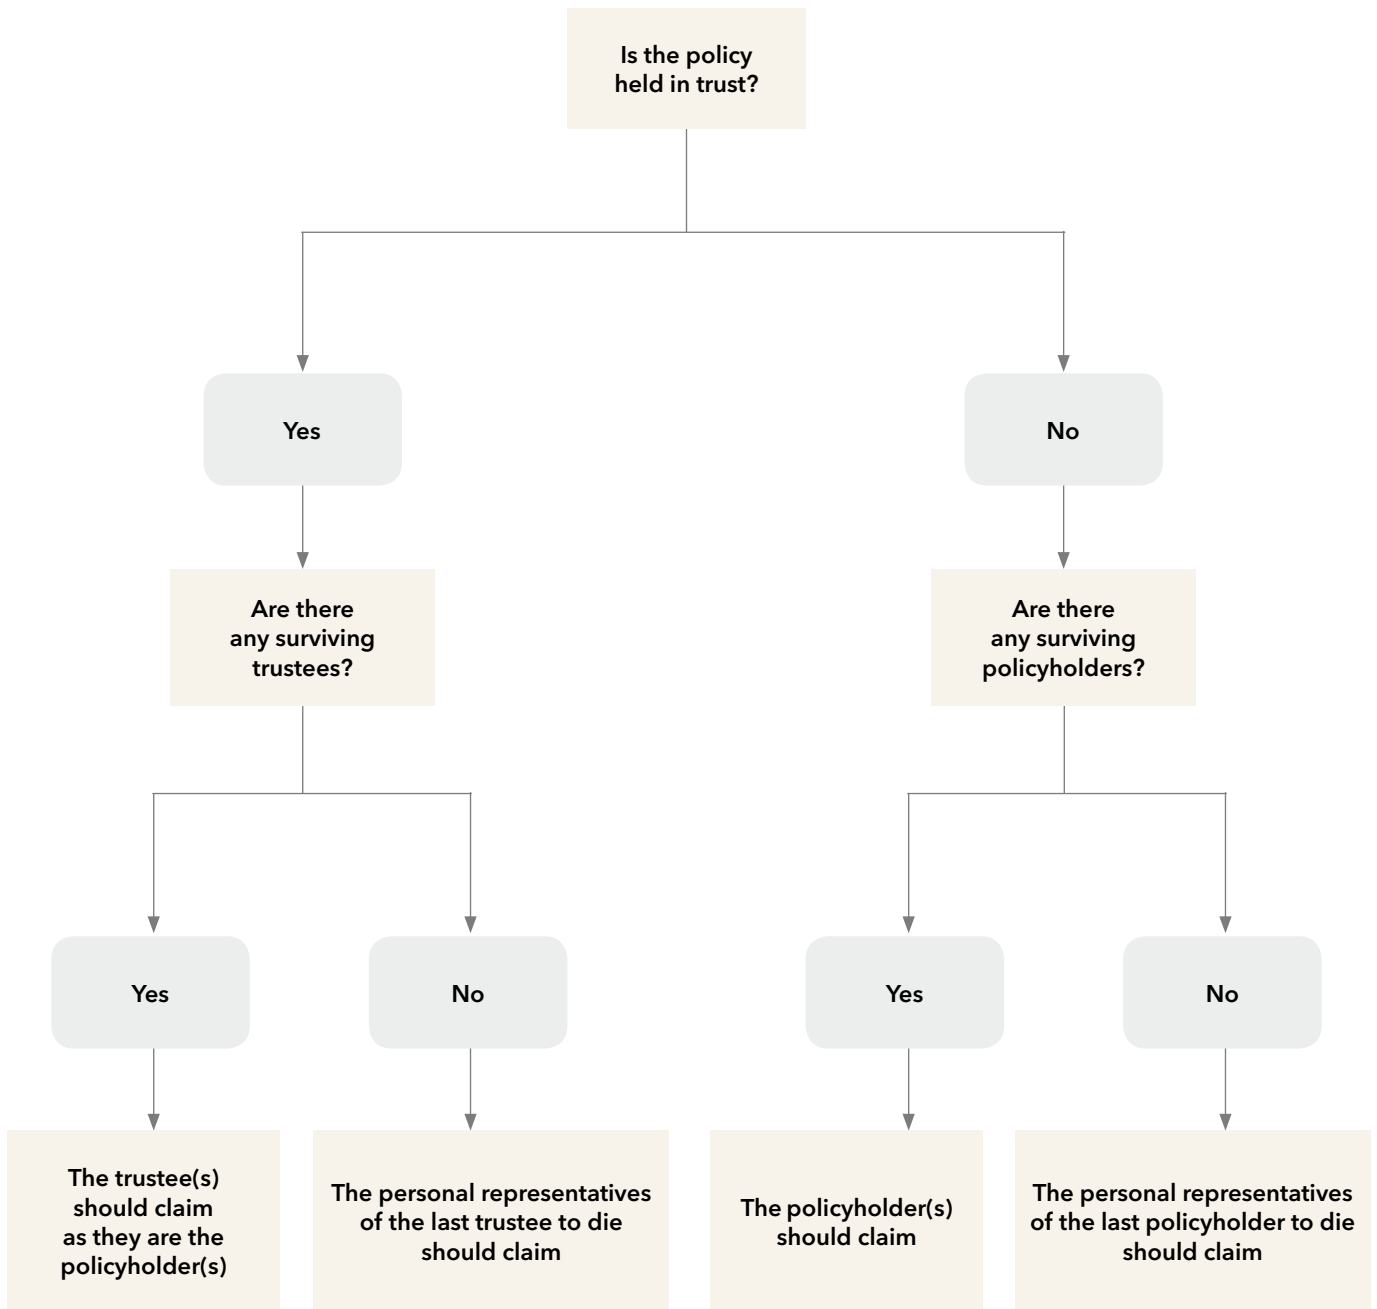 Is the policy
held in trust?
Yes
No
Are there
any surviving
trustees?
Are there
any surviving
policyholders?
Yes
No
Yes
No
The trustee(s)
should claim
as they are the
policyholder(s)
The personal representatives
of the last trustee to die
should claim
The policyholder(s)
should claim
The personal representatives
of the last policyholder to die
should claim